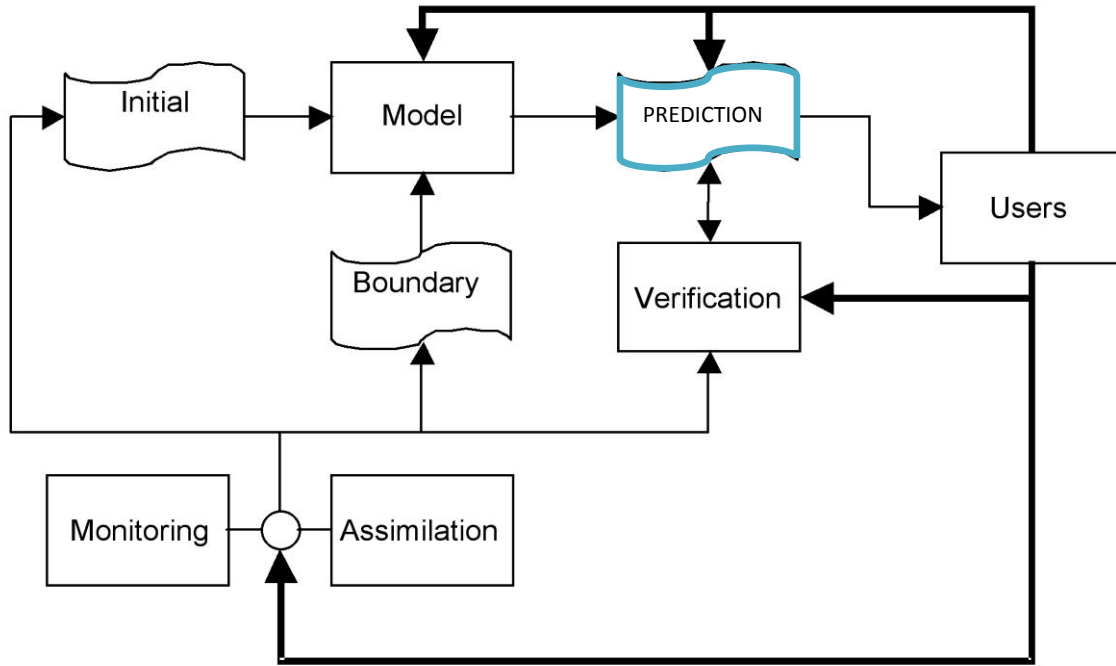 Initial
Model
PREDICTION
Users
Boundary
Verification
Monitoring
Assimilation